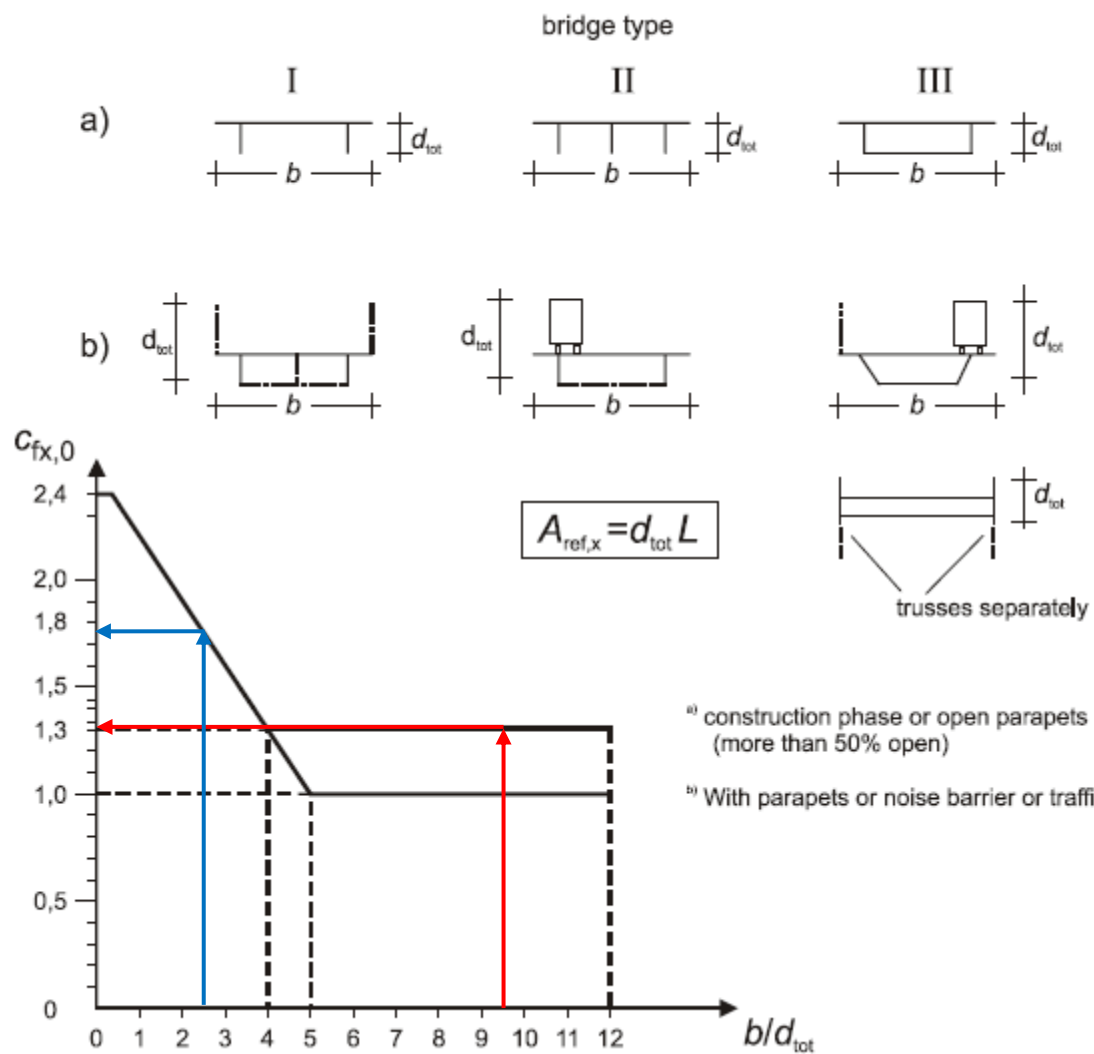 bridge type
I II III
a)
d_tot d_tot d_tot
b b b
b)
d_tot d_tot d_tot
b b b
c_fx,0
2,4
2,0
1,8
1,5
1,3
1,0
0,5
0
0 1 2 3 4 5 6 7 8 9 10 11 12
b/d_tot
A_ref,x = d_tot L
d_tot
trusses separately
a) construction phase or open parapets
(more than 50% open)
b) With parapets or noise barrier or traffi